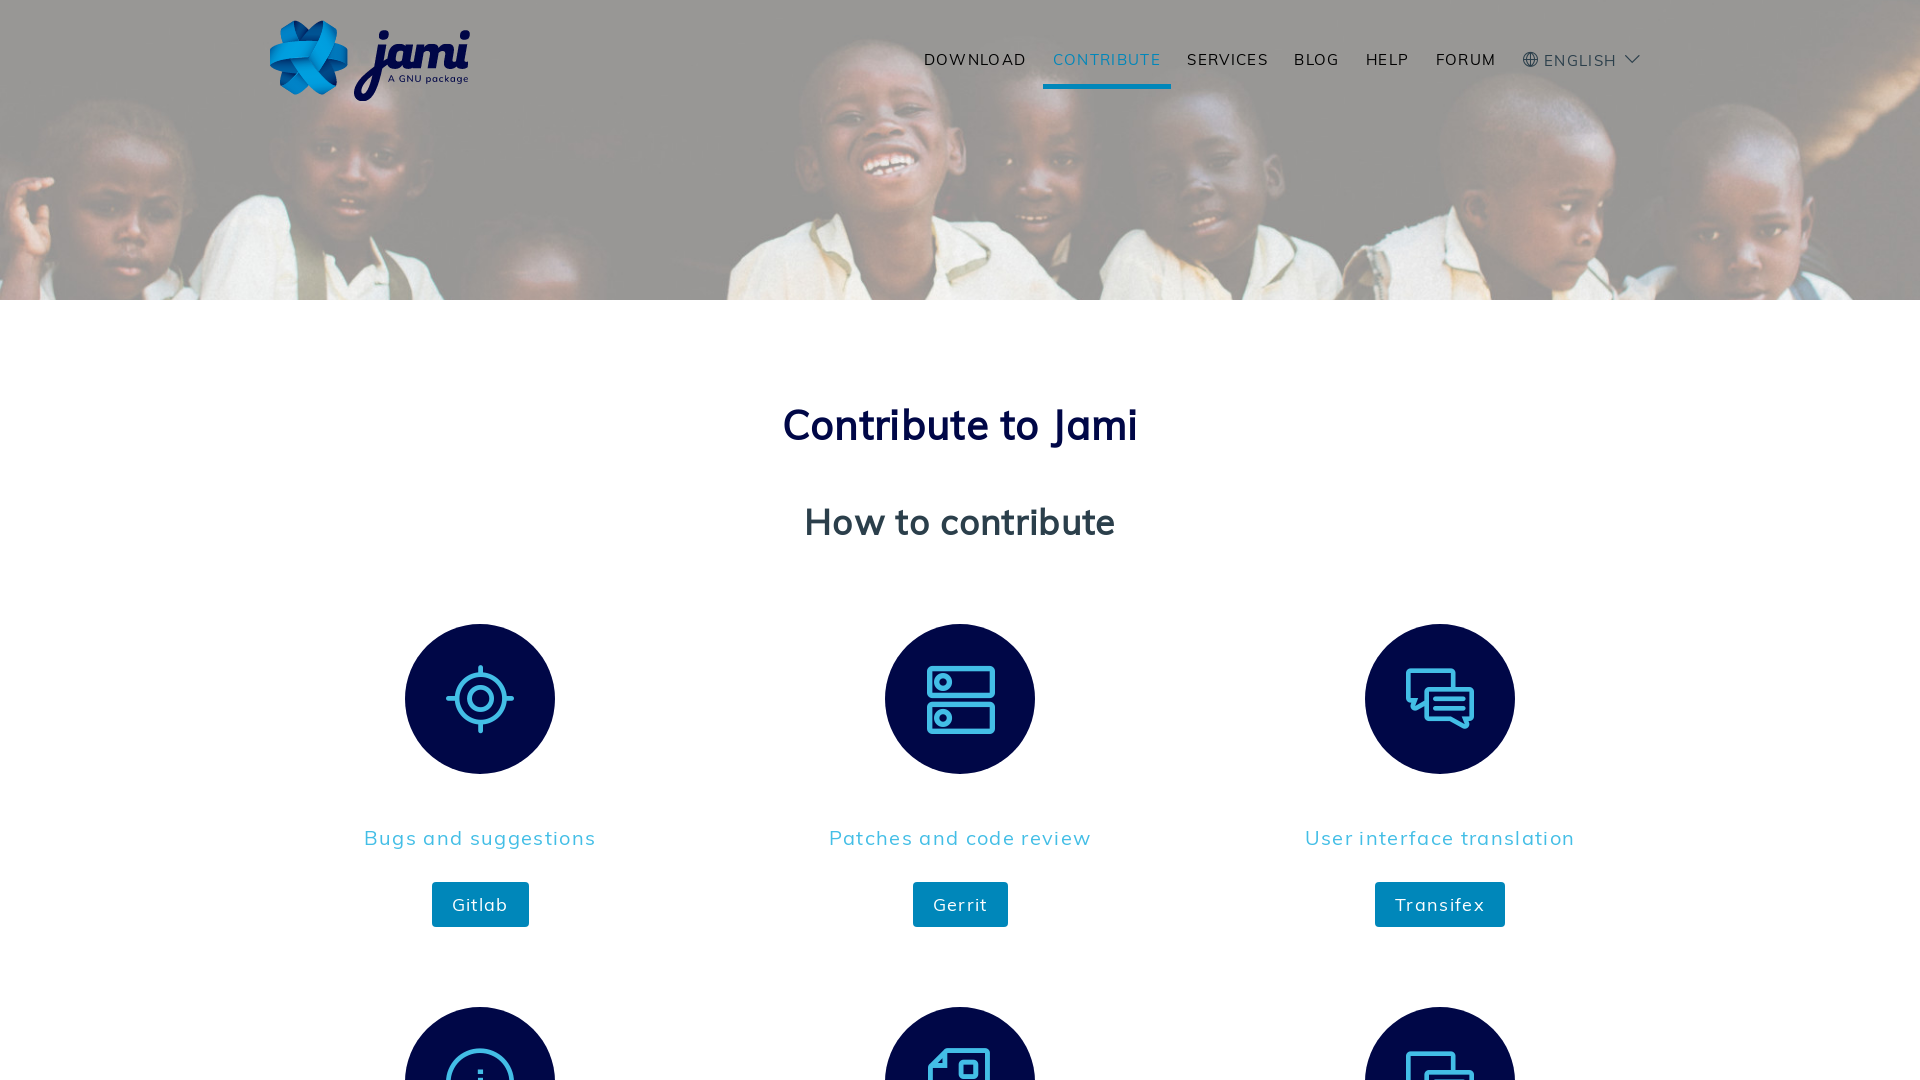 jami
A GNU package
DOWNLOAD
CONTRIBUTE
SERVICES
BLOG
HELP
FORUM
ENGLISH
Contribute to Jami
How to contribute
Bugs and suggestions
Patches and code review
User interface translation
Gitlab
Gerrit
Transifex